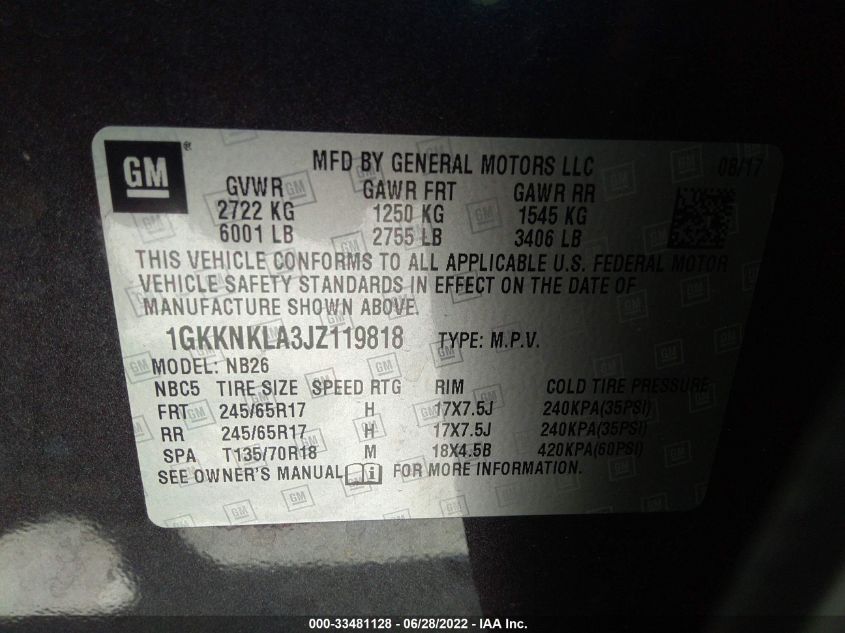 GM ® MFD BY GENERAL MOTORS LLC 08/17
GVWR GAWR FRT GAWR RR
2722 KG 1250 KG 1545 KG
6001 LB 2755 LB 3406 LB
THIS VEHICLE CONFORMS TO ALL APPLICABLE U.S. FEDERAL MOTOR
VEHICLE SAFETY STANDARDS IN EFFECT ON THE DATE OF
MANUFACTURE SHOWN ABOVE.
1GKKNKLA3JZ119818 TYPE: M.P.V.
MODEL: NB26
NBC5 TIRE SIZE SPEED RTG RIM COLD TIRE PRESSURE
FRT 245/65R17 H 17X7.5J 240KPA(35PSI)
RR 245/65R17 H 17X7.5J 240KPA(35PSI)
SPA T135/70R18 M 18X4.5B 420KPA(60PSI)
SEE OWNER'S MANUAL FOR MORE INFORMATION.
000-33481128 - 06/28/2022 - IAA Inc.